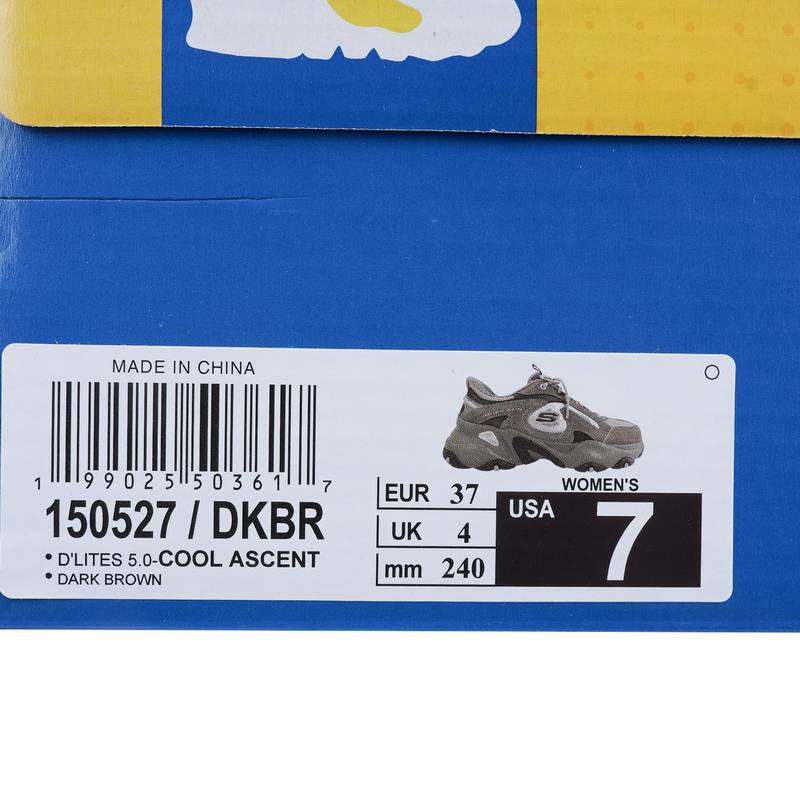 MADE IN CHINA
1 99025 50361 7
150527 / DKBR
• D'LITES 5.0-COOL ASCENT
• DARK BROWN
EUR 37
UK 4
mm 240
WOMEN'S
USA 7